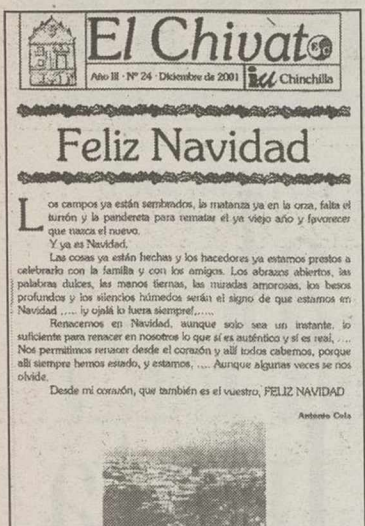 El Chivato
Año III · Nº 24 · Diciembre de 2001 iu Chinchilla
Feliz Navidad
Los campos ya están sembrados, la matanza ya en la orza, falta el
turrón y la pandereta para rematar el ya viejo año y favorecer
que nazca el nuevo.
Y ya es Navidad.
Las cosas ya están hechas y los hacedores ya estamos prestos a
celebrarlo con la familia y con los amigos. Los abrazos abiertos, las
palabras dulces, las manos tiernas, las miradas amorosas, los besos
profundos y los silencios húmedos serán el signo de que estamos en
Navidad ,.... ¡y ojalá lo fuera siempre!,.....
Renacemos en Navidad, aunque solo sea un instante, lo
suficiente para renacer en nosotros lo que sí es auténtico y sí es real, ....
Nos permitimos renacer desde el corazón y allí todos cabemos, porque
allí siempre hemos estado, y estamos, .... Aunque algunas veces se nos
olvide.
Desde mi corazón, que también es el vuestro, FELIZ NAVIDAD
Antonio Cola